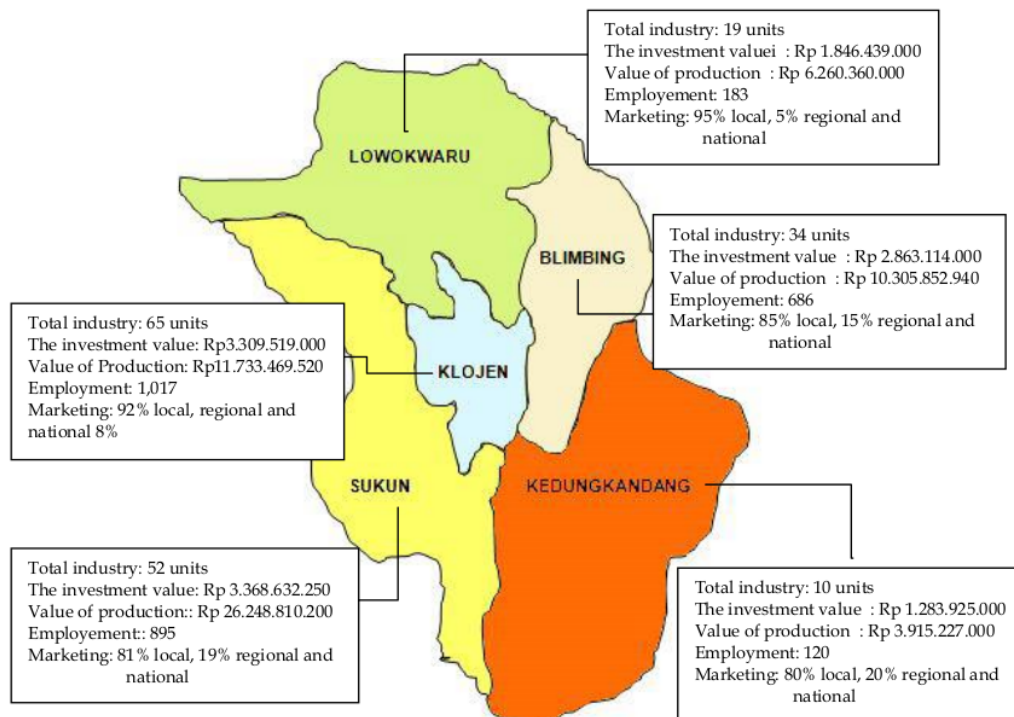 Total industry: 19 units
The investment valuei : Rp 1.846.439.000
Value of production : Rp 6.260.360.000
Employement: 183
Marketing: 95% local, 5% regional and
national
LOWOKWARU
Total industry: 34 units
The investment value : Rp 2.863.114.000
Value of production : Rp 10.305.852.940
Employement: 686
Marketing: 85% local, 15% regional and
national
BLIMBING
Total industry: 65 units
The investment value: Rp3.309.519.000
Value of Production: Rp11.733.469.520
Employment: 1,017
Marketing: 92% local, regional and
national 8%
KLOJEN
SUKUN
KEDUNGKANDANG
Total industry: 52 units
The investment value: Rp 3.368.632.250
Value of production:: Rp 26.248.810.200
Employement:: 895
Marketing: 81% local, 19% regional and
national
Total industry: 10 units
The investment value : Rp 1.283.925.000
Value of production : Rp 3.915.227.000
Employment: 120
Marketing: 80% local, 20% regional and
national